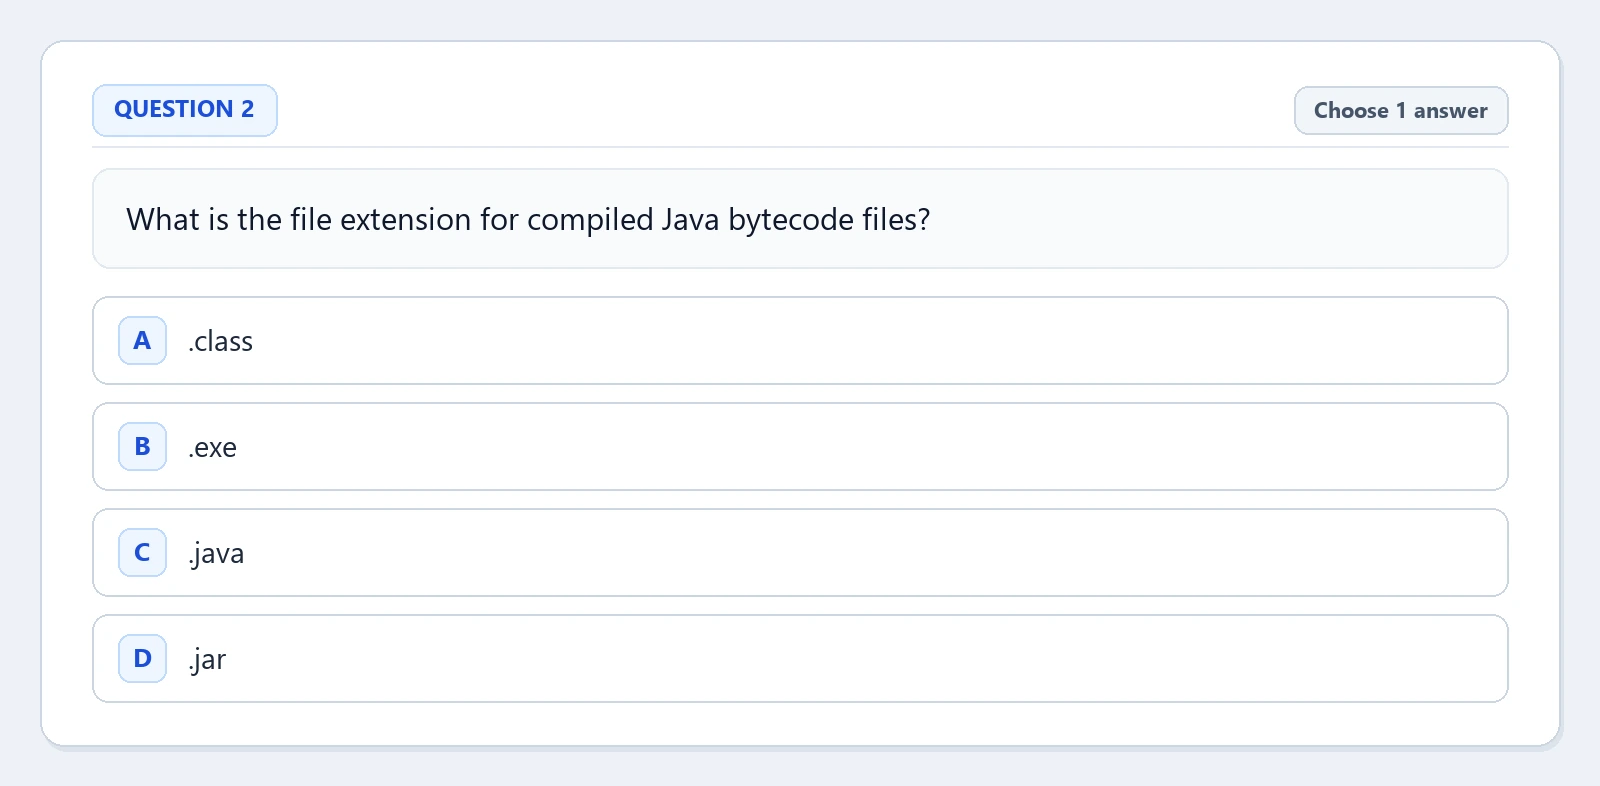 QUESTION 2
Choose 1 answer
What is the file extension for compiled Java bytecode files?
A .class
B .exe
C .java
D .jar